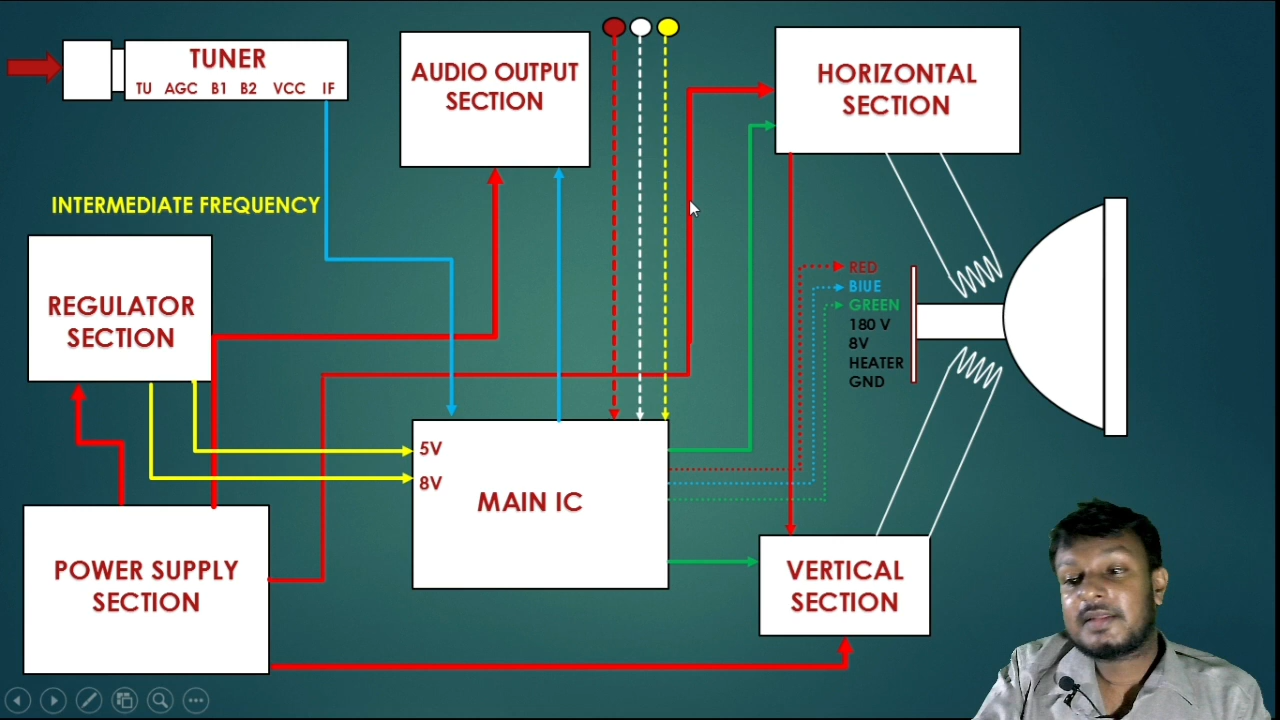 TUNER
TU AGC B1 B2 VCC IF
AUDIO OUTPUT
SECTION
HORIZONTAL
SECTION
INTERMEDIATE FREQUENCY
REGULATOR
SECTION
RED
BIUE
GREEN
180 V
8V
HEATER
GND
5V
8V
MAIN IC
POWER SUPPLY
SECTION
VERTICAL
SECTION